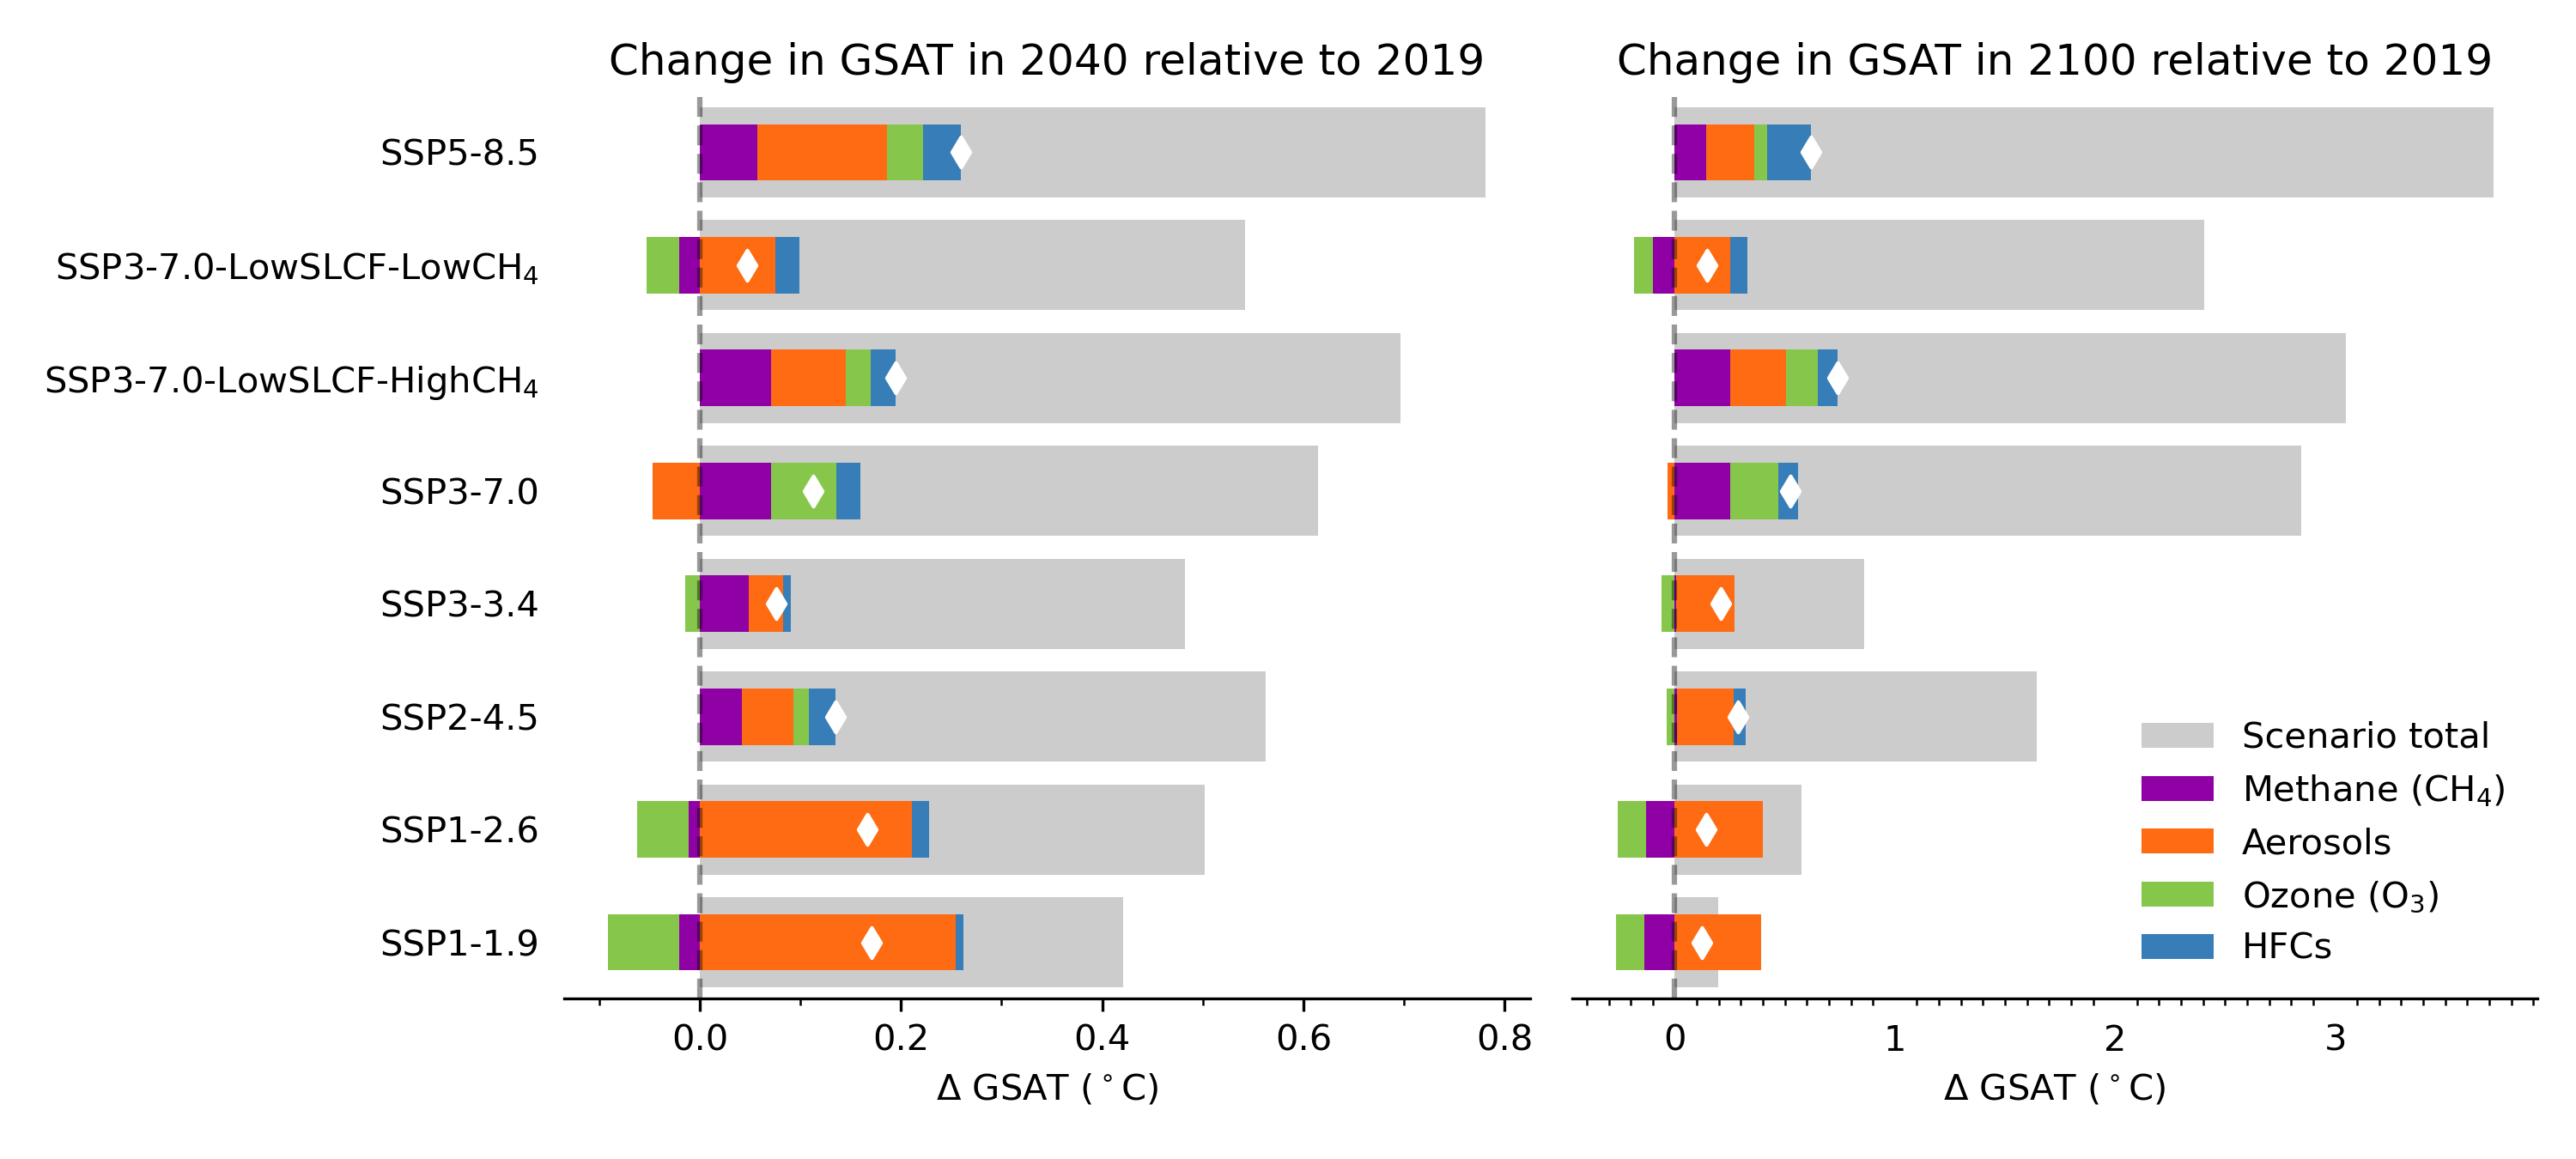 Change in GSAT in 2040 relative to 2019
Change in GSAT in 2100 relative to 2019
SSP5-8.5
SSP3-7.0-LowSLCF-LowCH₄
SSP3-7.0-LowSLCF-HighCH₄
SSP3-7.0
SSP3-3.4
SSP2-4.5
SSP1-2.6
SSP1-1.9
Scenario total
Methane (CH₄)
Aerosols
Ozone (O₃)
HFCs
0.0 0.2 0.4 0.6 0.8
0 1 2 3
Δ GSAT (°C)
Δ GSAT (°C)